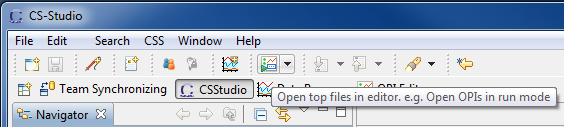 CS-Studio
File Edit Search CSS Window Help
Team Synchronizing CSStudio
Open top files in editor. e.g. Open OPIs in run mode
Navigator